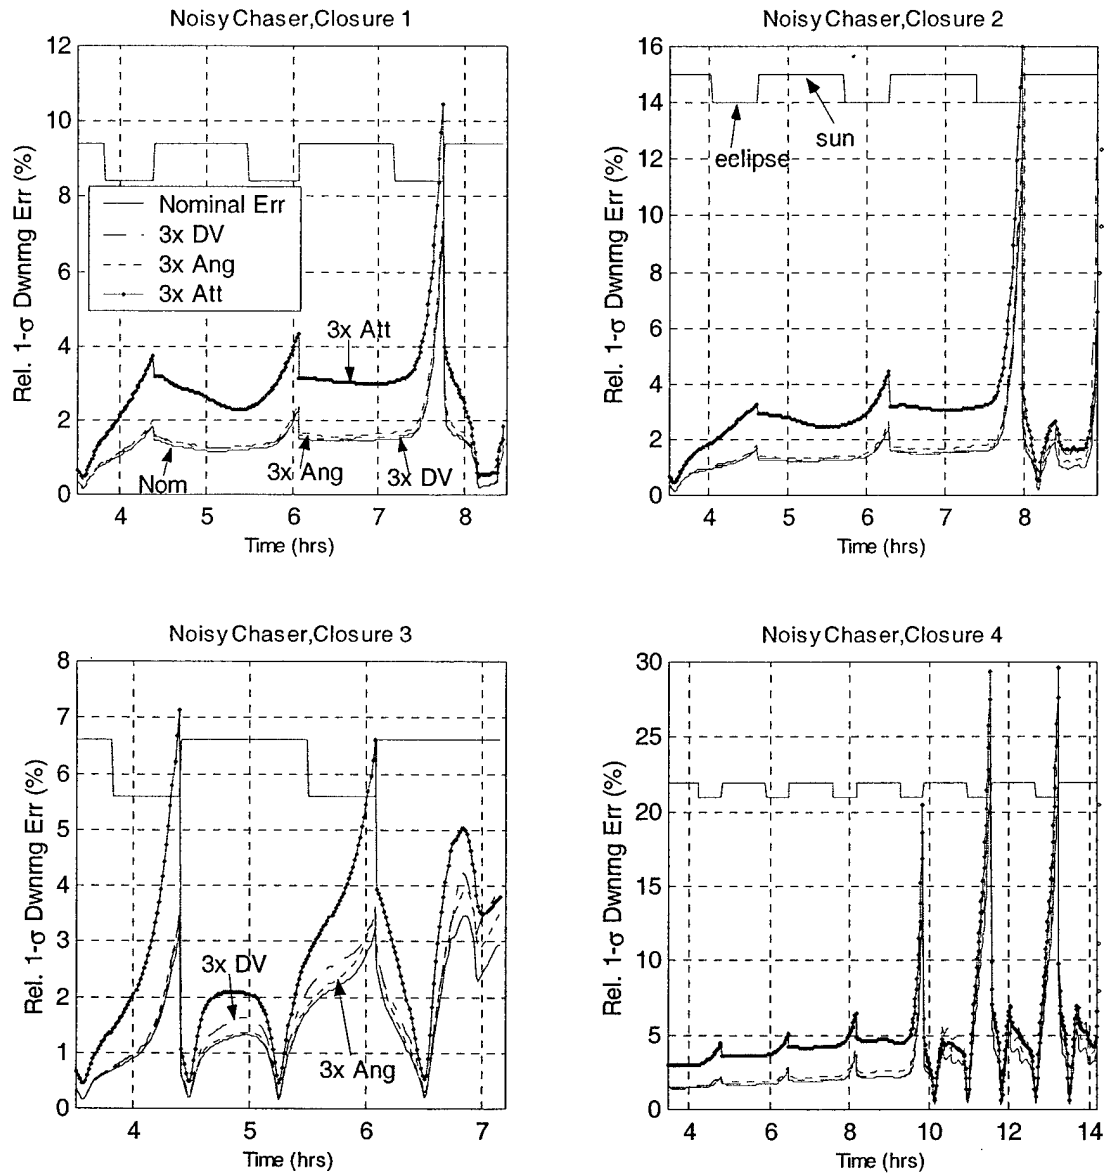 Noisy Chaser,Closure 1
Rel. 1-σ Dwnrng Err (%)
12
10
8
6
4
2
0
Nominal Err
3x DV
3x Ang
3x Att
3x Att
Nom
3x Ang
3x DV
4
5
6
7
8
Time (hrs)
Noisy Chaser,Closure 2
Rel. 1-σ Dwnrng Err (%)
16
14
12
10
8
6
4
2
0
eclipse
sun
4
5
6
7
8
Time (hrs)
Noisy Chaser,Closure 3
Rel. 1-σ Dwnrng Err (%)
8
7
6
5
4
3
2
1
0
3x DV
3x Ang
4
5
6
7
Time (hrs)
Noisy Chaser,Closure 4
Rel. 1-σ Dwnrng Err (%)
30
25
20
15
10
5
0
4
6
8
10
12
14
Time (hrs)